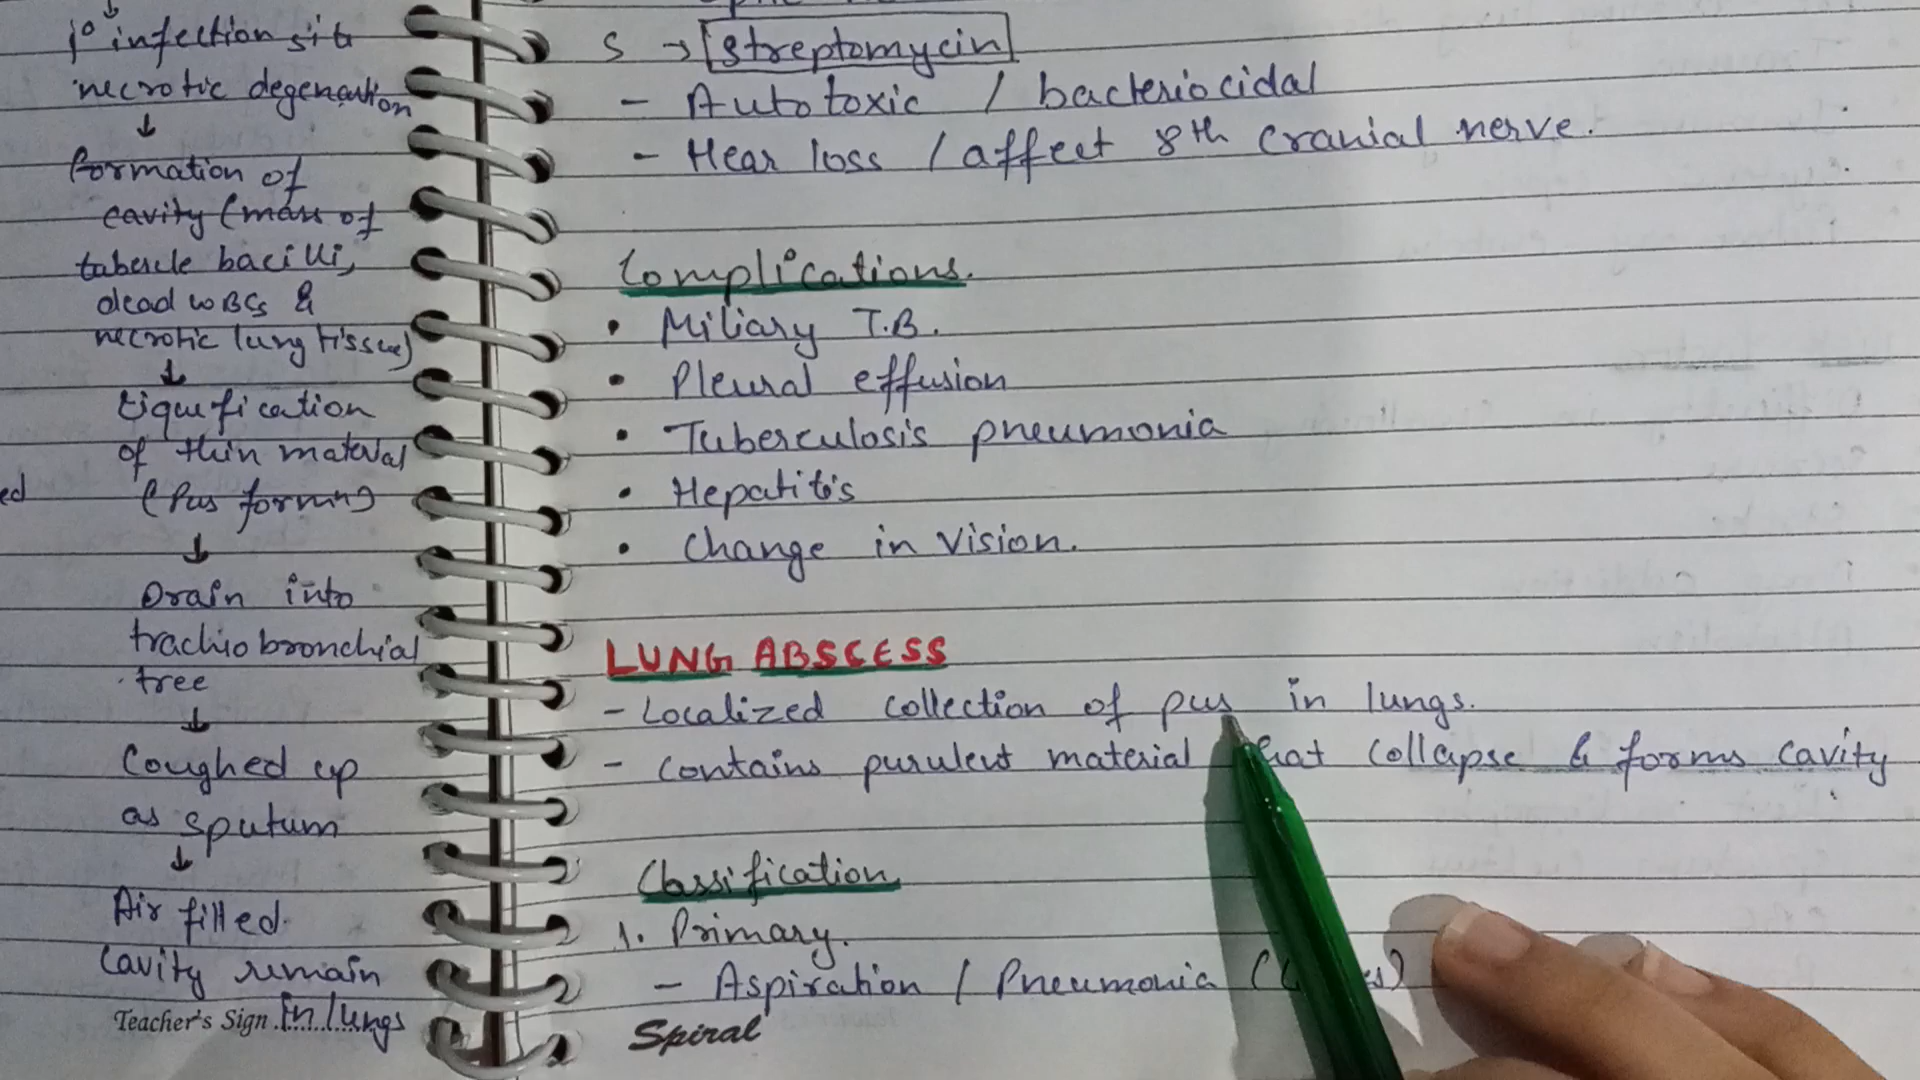 1° infection site
necrotic degeneration
↓
formation of
cavity (mass of
tubercle bacilli,
dead WBCs &
necrotic lung tissue)
↓
Liquefication
of thin material
ed
(Pus forming)
↓
Drain into
trachiobronchial
tree
↓
Coughed up
as sputum
↓
Air filled
cavity remain
Teacher's Sign in lungs
S → Streptomycin
- Autotoxic / bacteriocidal
- Hear loss / affect 8th cranial nerve.
Complications.
• Miliary T.B.
• Pleural effusion
• Tuberculosis pneumonia
• Hepatitis
• Change in vision.
LUNG ABSCESS
- Localized collection of pus in lungs.
- Contains purulent material that collapse & forms cavity
Classification
1. Primary.
- Aspiration / Pneumonia
Spiral